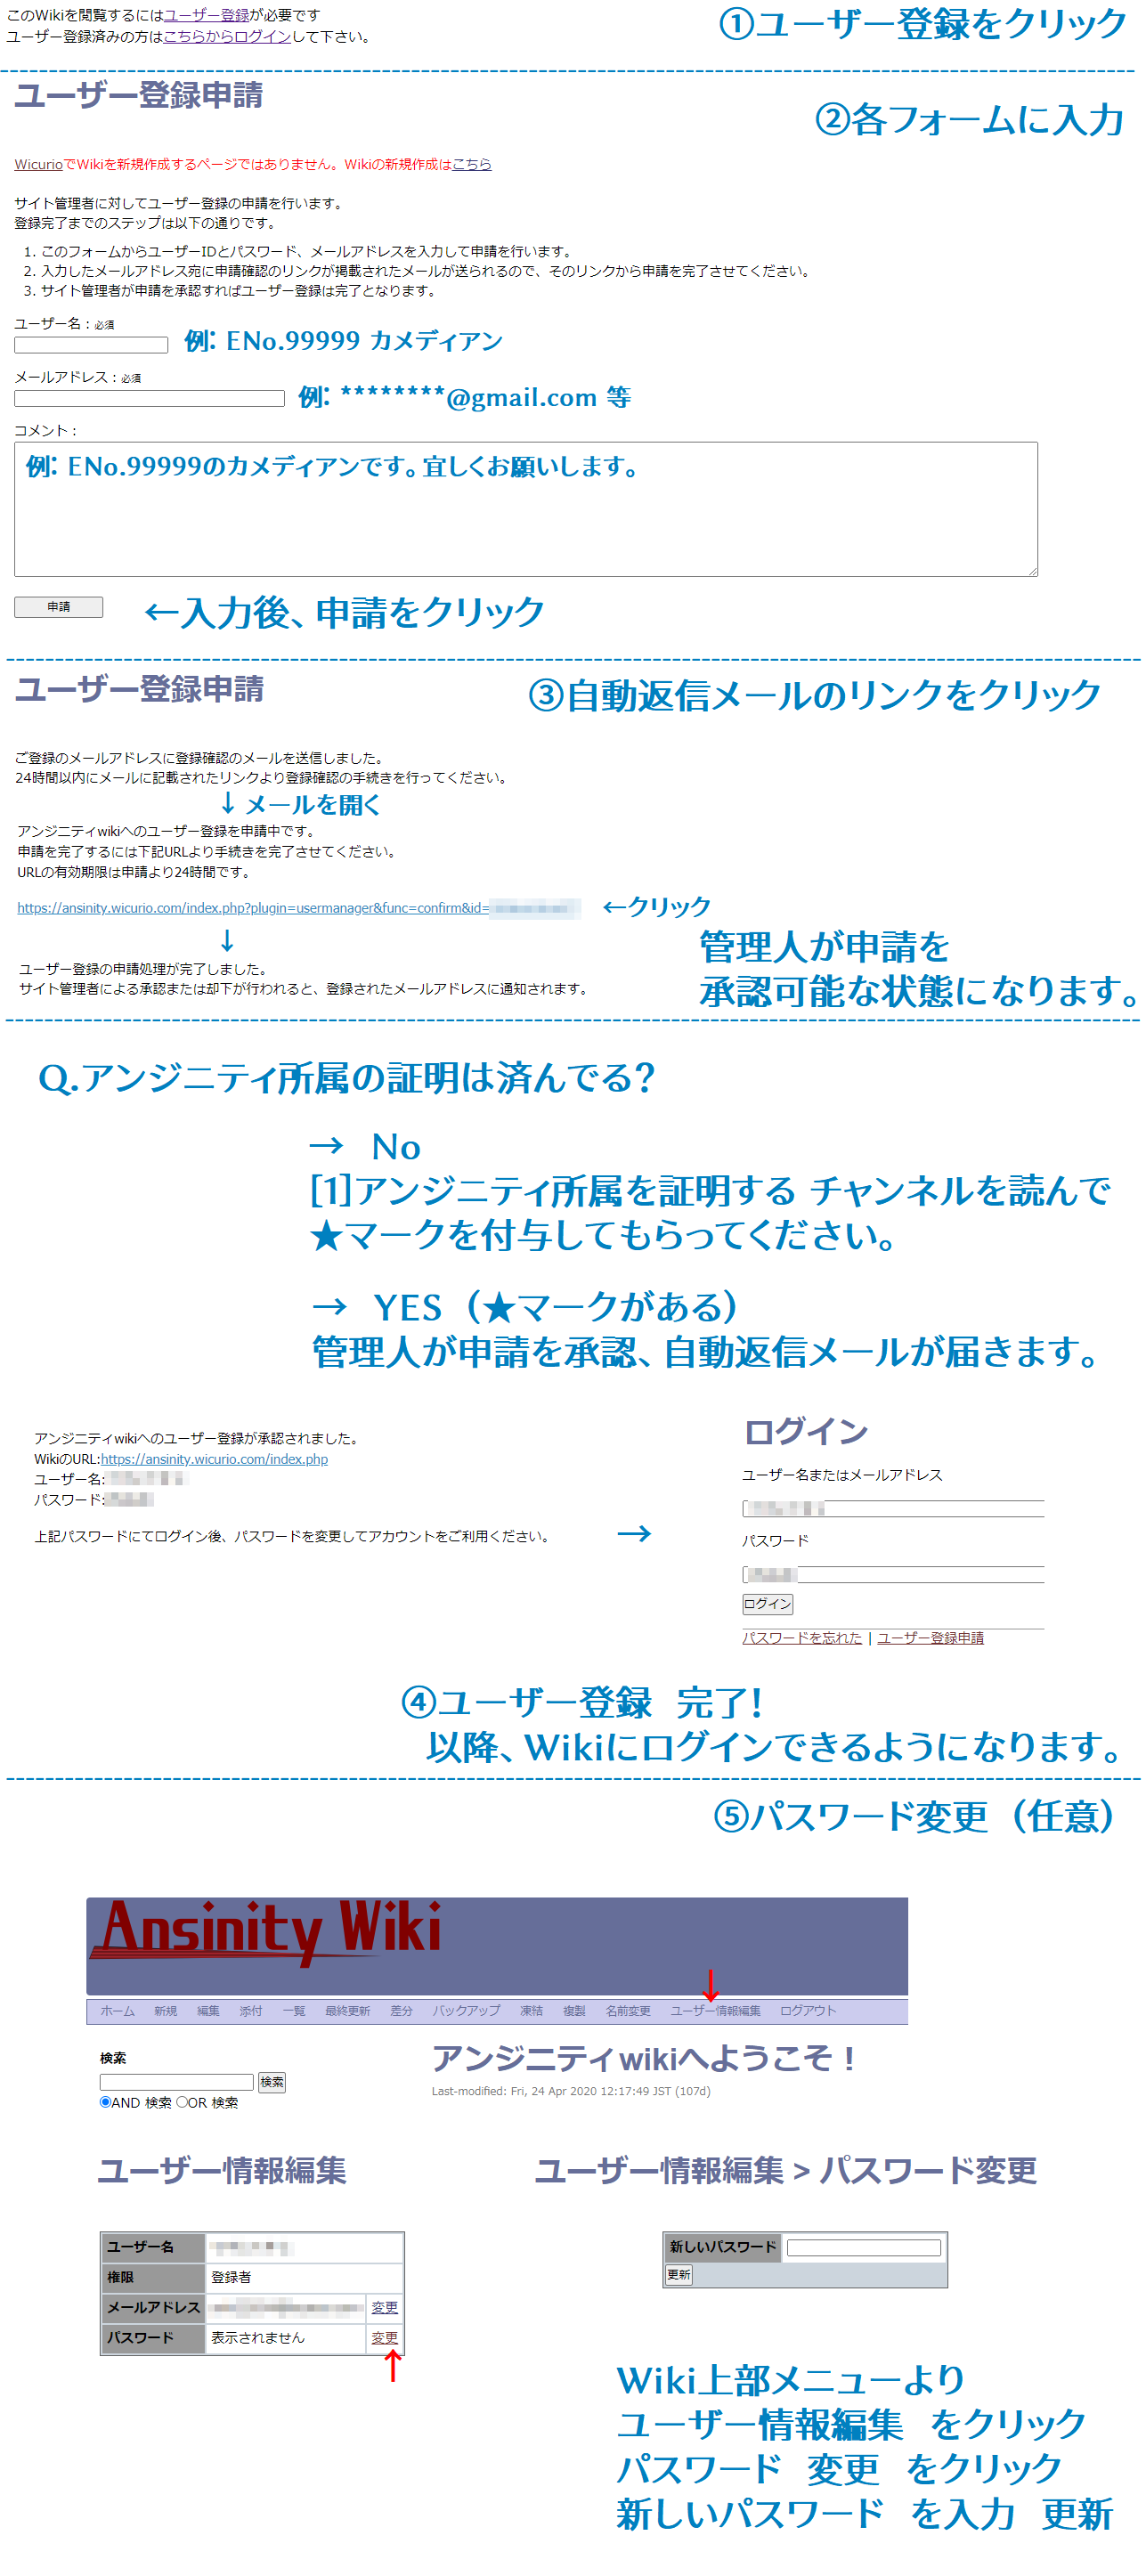 このWikiを閲覧するにはユーザー登録が必要です
ユーザー登録済みの方はこちらからログインして下さい。
①ユーザー登録をクリック
ユーザー登録申請
②各フォームに入力
WicurioでWikiを新規作成するページではありません。Wikiの新規作成はこちら
サイト管理者に対してユーザー登録の申請を行います。
登録完了までのステップは以下の通りです。
1. このフォームからユーザーIDとパスワード、メールアドレスを入力して申請を行います。
2. 入力したメールアドレス宛に申請確認のリンクが掲載されたメールが送られるので、そのリンクから申請を完了させてください。
3. サイト管理者が申請を承認すればユーザー登録は完了となります。
ユーザー名：必須
例: ENo.99999 カメディアン
メールアドレス：必須
例: ********@gmail.com 等
コメント：
例: ENo.99999のカメディアンです。宜しくお願いします。
申請
←入力後、申請をクリック
ユーザー登録申請
③自動返信メールのリンクをクリック
ご登録のメールアドレスに登録確認のメールを送信しました。
24時間以内にメールに記載されたリンクより登録確認の手続きを行ってください。
↓メールを開く
アンジニティwikiへのユーザー登録を申請中です。
申請を完了するには下記URLより手続きを完了させてください。
URLの有効期限は申請より24時間です。
https://ansinity.wicurio.com/index.php?plugin=usermanager&func=confirm&id=
←クリック
↓
管理人が申請を
承認可能な状態になります。
ユーザー登録の申請処理が完了しました。
サイト管理者による承認または却下が行われると、登録されたメールアドレスに通知されます。
Q.アンジニティ所属の証明は済んでる?
→ No
[1]アンジニティ所属を証明する チャンネルを読んで
★マークを付与してもらってください。
→ YES (★マークがある)
管理人が申請を承認、自動返信メールが届きます。
アンジニティwikiへのユーザー登録が承認されました。
WikiのURL:https://ansinity.wicurio.com/index.php
ユーザー名:
パスワード:
上記パスワードにてログイン後、パスワードを変更してアカウントをご利用ください。
→
ログイン
ユーザー名またはメールアドレス
パスワード
ログイン
パスワードを忘れた | ユーザー登録申請
④ユーザー登録 完了!
以降、Wikiにログインできるようになります。
⑤パスワード変更 (任意)
Ansinity Wiki
↓
ホーム 新規 編集 添付 一覧 最終更新 差分 バックアップ 凍結 複製 名前変更 ユーザー情報編集 ログアウト
検索
検索
AND 検索 OR 検索
アンジニティwikiへようこそ！
Last-modified: Fri, 24 Apr 2020 12:17:49 JST (107d)
ユーザー情報編集
ユーザー名
権限 登録者
メールアドレス 変更
パスワード 表示されません 変更
↑
ユーザー情報編集 > パスワード変更
新しいパスワード
更新
Wiki上部メニューより
ユーザー情報編集 をクリック
パスワード 変更 をクリック
新しいパスワード を入力 更新